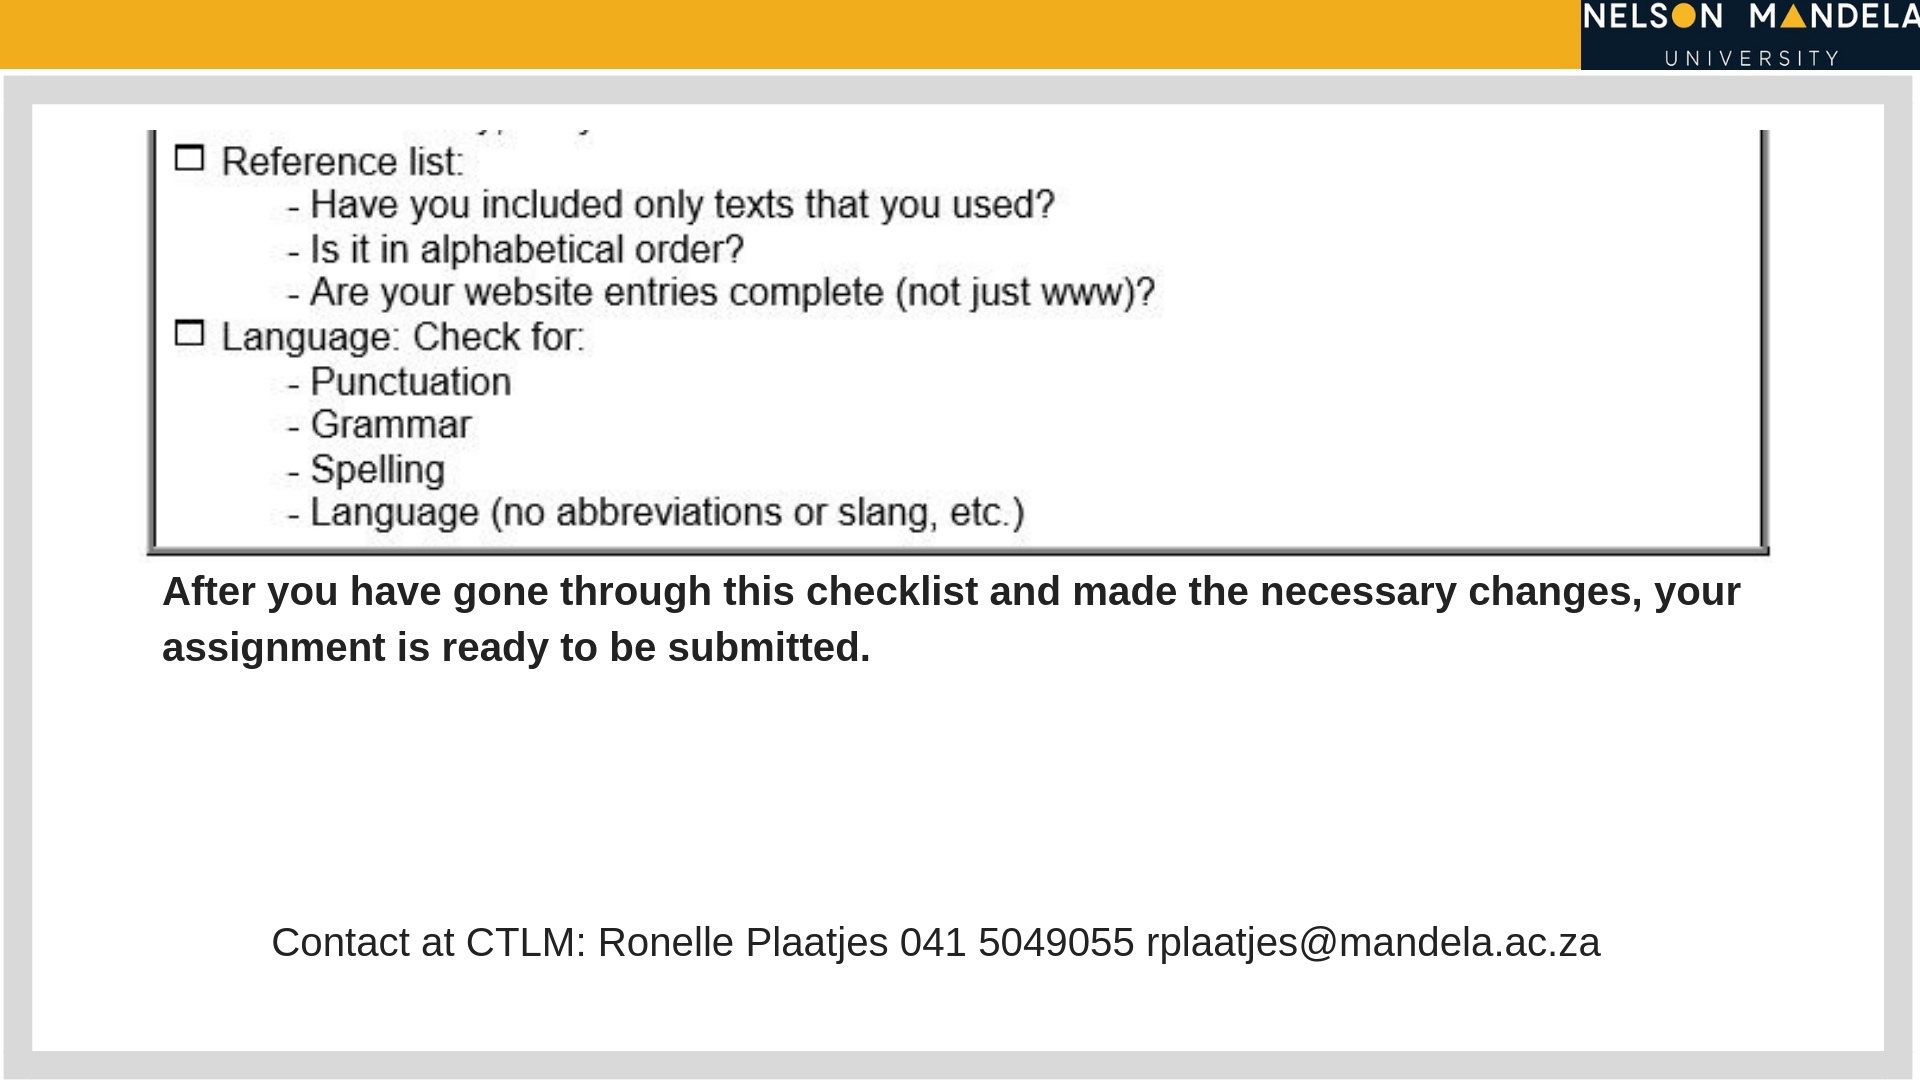 NELSON MANDELA
UNIVERSITY
☐ Reference list:
- Have you included only texts that you used?
- Is it in alphabetical order?
- Are your website entries complete (not just www)?
☐ Language: Check for:
- Punctuation
- Grammar
- Spelling
- Language (no abbreviations or slang, etc.)
After you have gone through this checklist and made the necessary changes, your
assignment is ready to be submitted.
Contact at CTLM: Ronelle Plaatjes 041 5049055 rplaatjes@mandela.ac.za